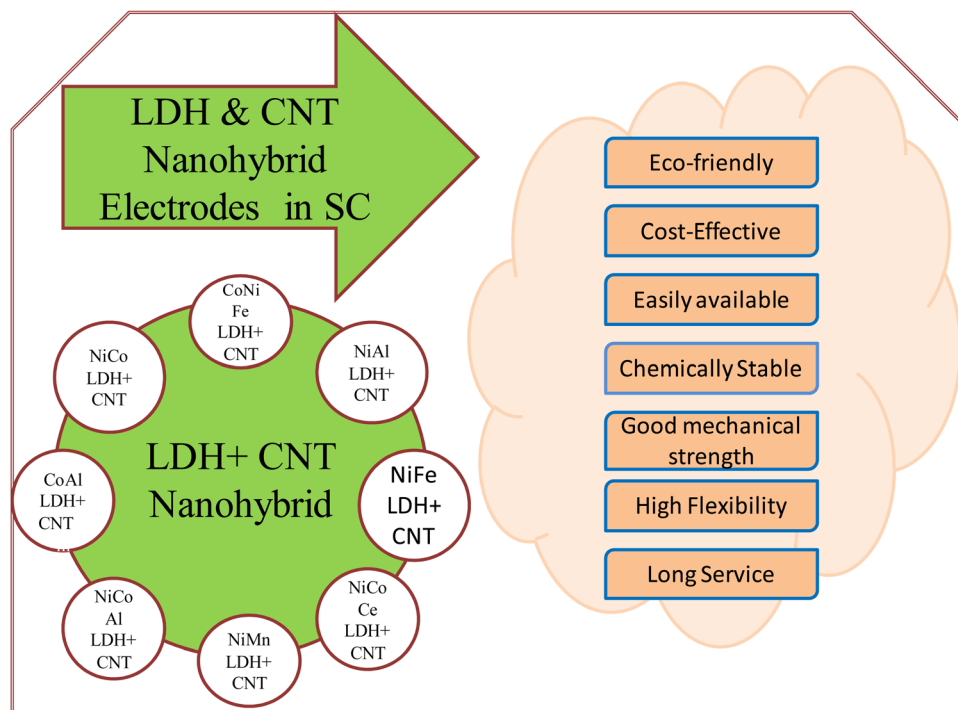 LDH & CNT
Nanohybrid
Electrodes in SC
CoNi
Fe
LDH+
CNT
NiAl
LDH+
CNT
NiFe
LDH+
CNT
NiCo
Ce
LDH+
CNT
NiMn
LDH+
CNT
NiCo
Al
LDH+
CNT
CoAl
LDH+
CNT
...
NiCo
LDH+
CNT
LDH+ CNT
Nanohybrid
Eco-friendly
Cost-Effective
Easily available
Chemically Stable
Good mechanical
strength
High Flexibility
Long Service